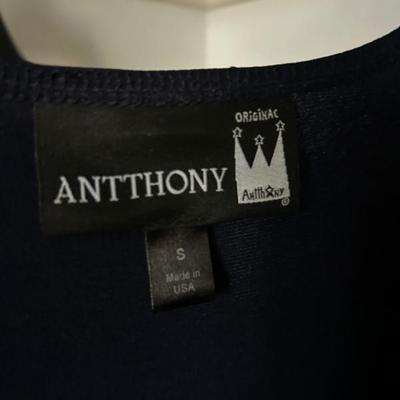 ORiGiNAL
ANTTHONY
AntthONY
®
S
Made in
USA